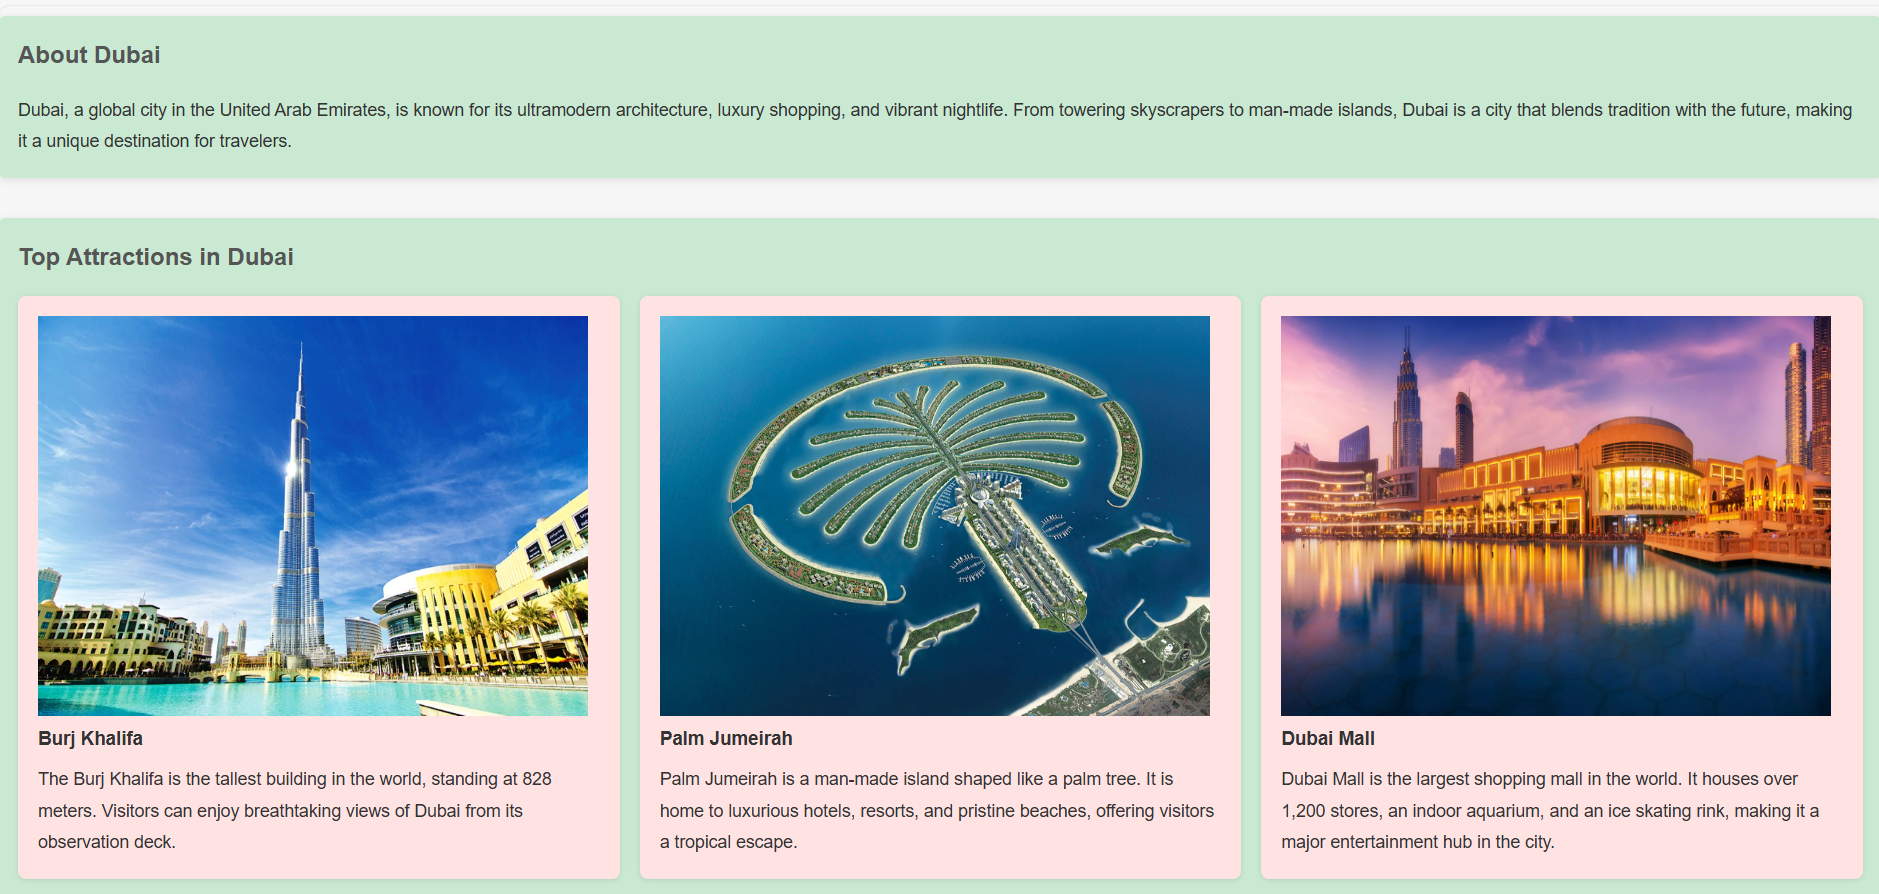 About Dubai
Dubai, a global city in the United Arab Emirates, is known for its ultramodern architecture, luxury shopping, and vibrant nightlife. From towering skyscrapers to man-made islands, Dubai is a city that blends tradition with the future, making
it a unique destination for travelers.
Top Attractions in Dubai
Burj Khalifa
The Burj Khalifa is the tallest building in the world, standing at 828
meters. Visitors can enjoy breathtaking views of Dubai from its
observation deck.
Palm Jumeirah
Palm Jumeirah is a man-made island shaped like a palm tree. It is
home to luxurious hotels, resorts, and pristine beaches, offering visitors
a tropical escape.
Dubai Mall
Dubai Mall is the largest shopping mall in the world. It houses over
1,200 stores, an indoor aquarium, and an ice skating rink, making it a
major entertainment hub in the city.